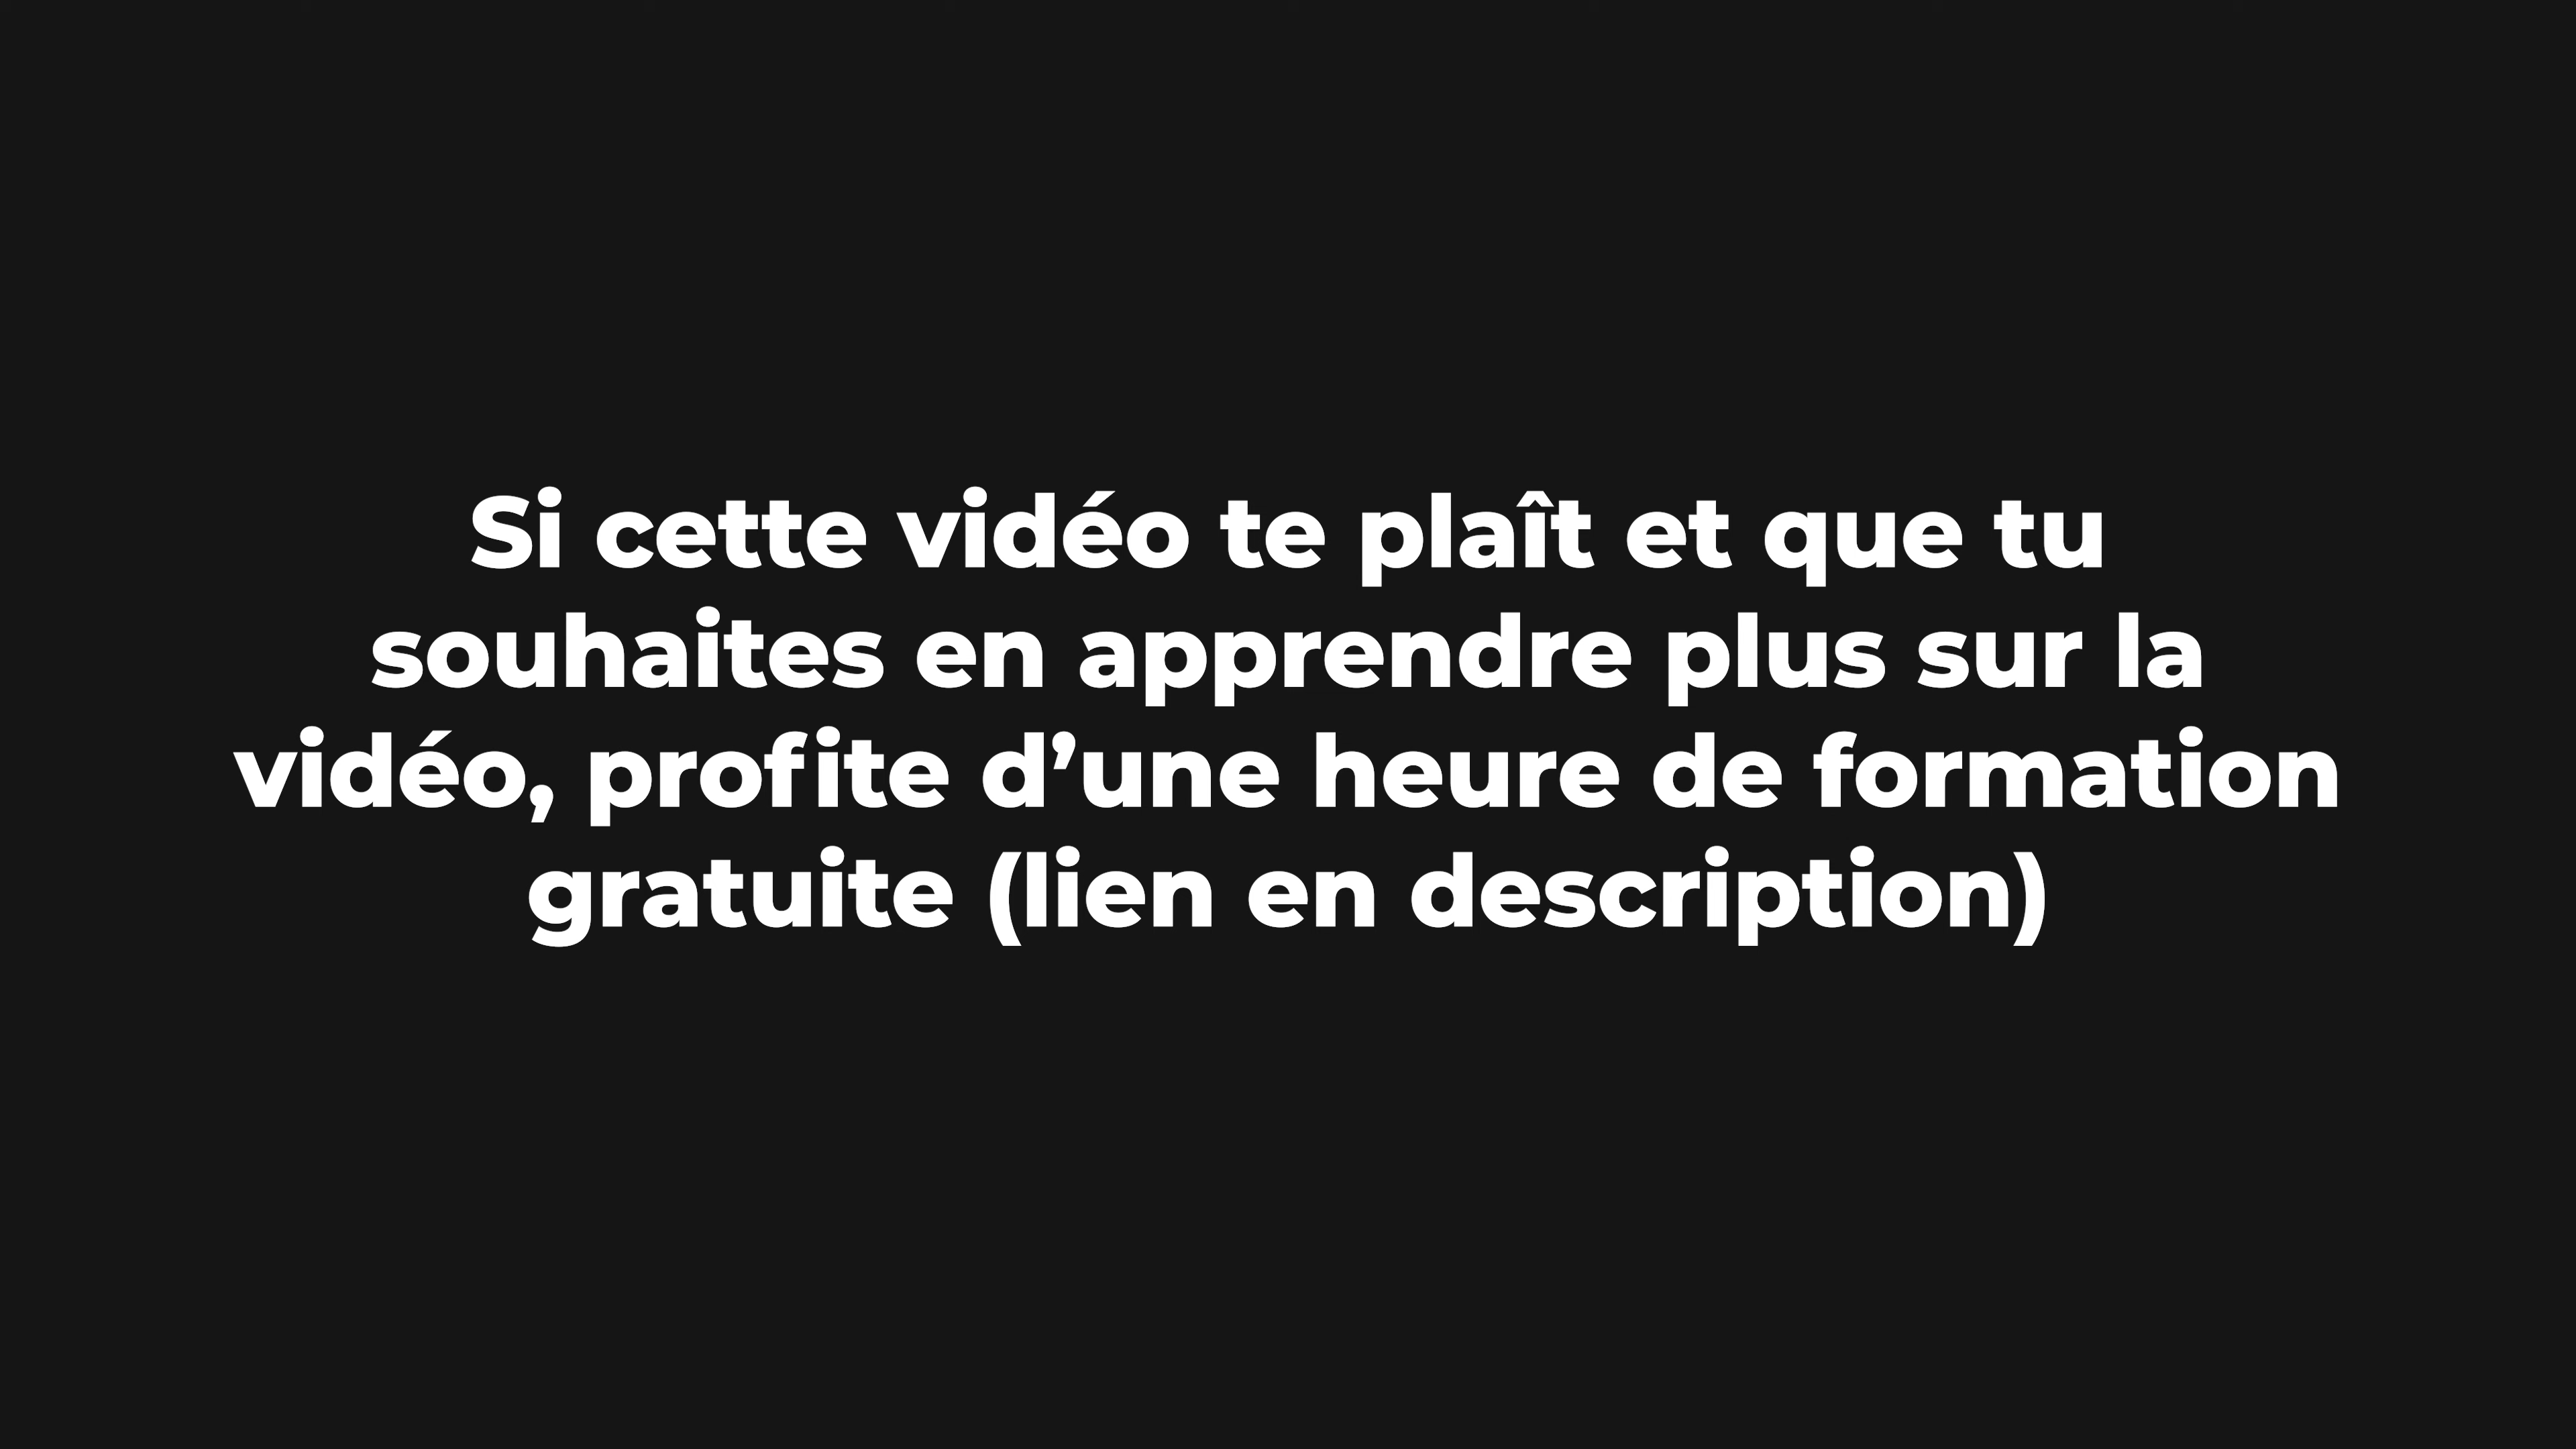 Si cette vidéo te plaît et que tu
souhaites en apprendre plus sur la
vidéo, profite d’une heure de formation
gratuite (lien en description)